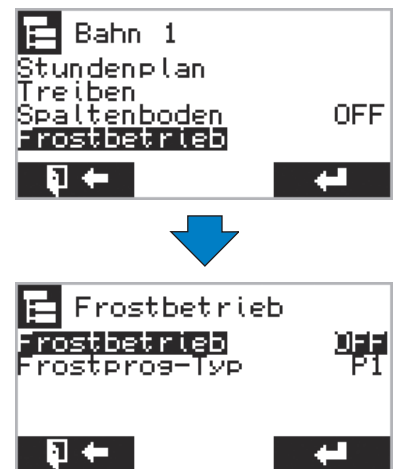 Bahn 1
Stundenplan
Treiben
Spaltenboden OFF
Frostbetrieb
Frostbetrieb
Frostbetrieb OFF
Frostprog-Typ P1